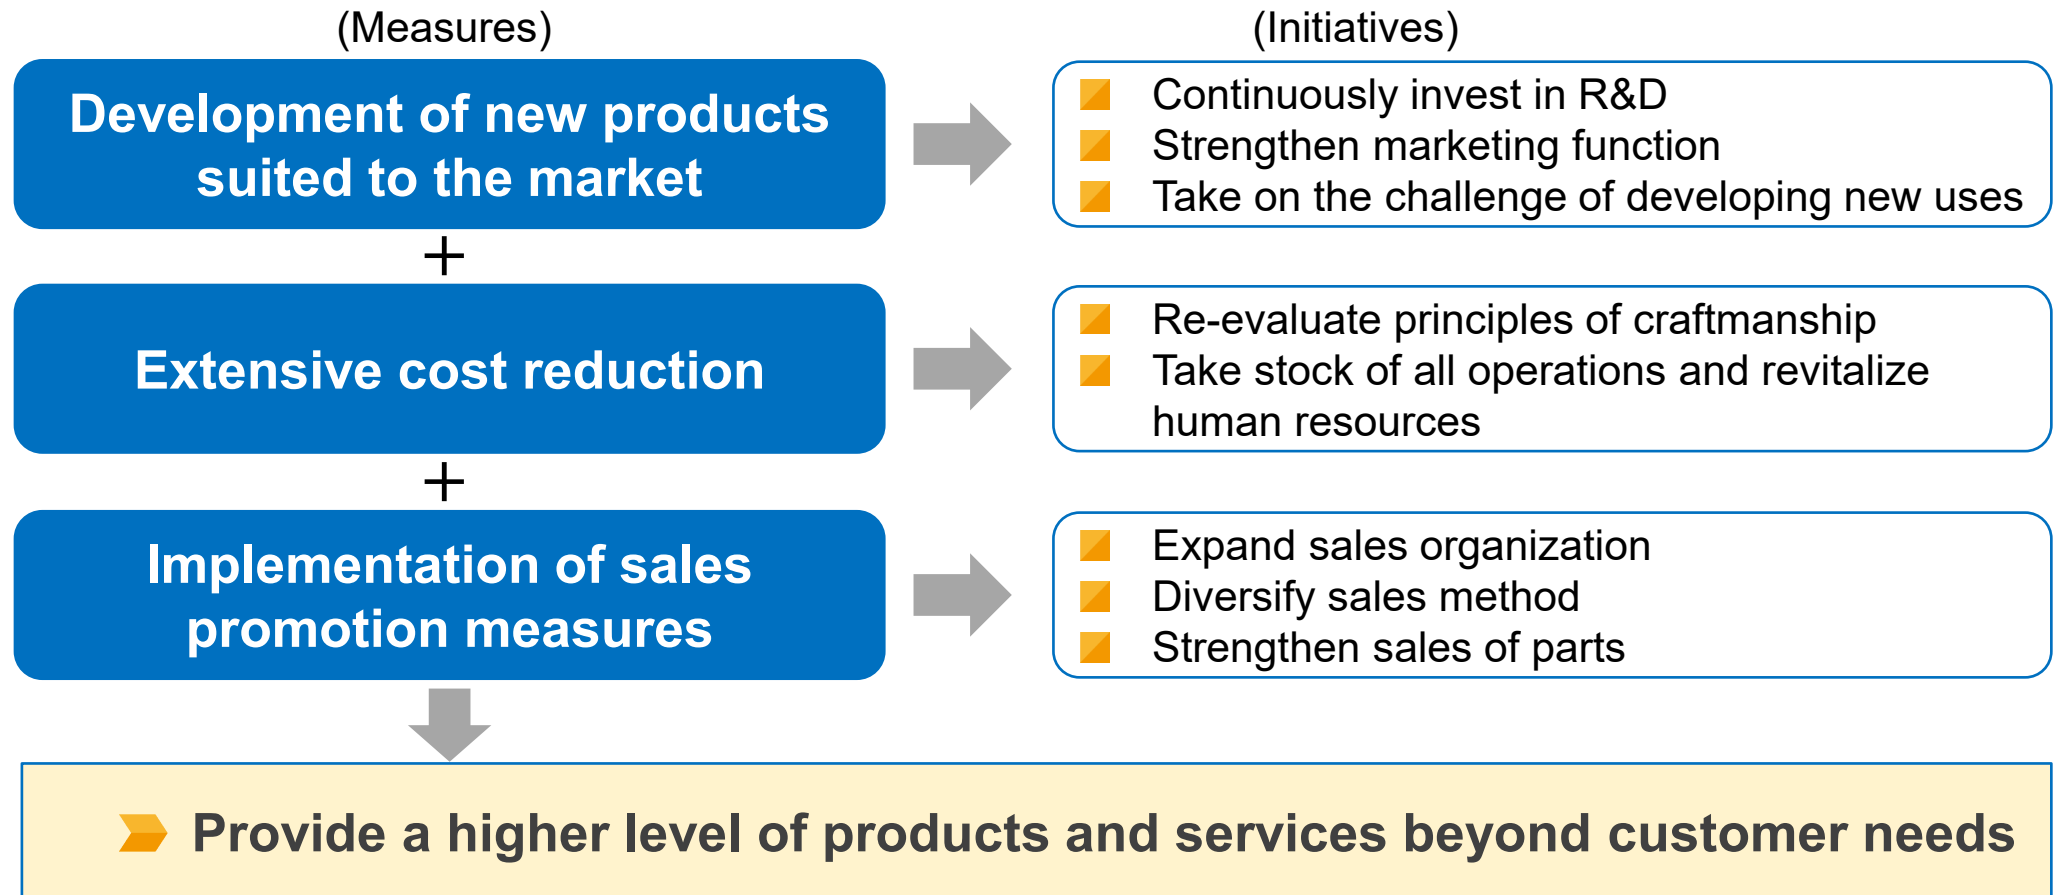 (Measures)
(Initiatives)
Development of new products
suited to the market
Continuously invest in R&D
Strengthen marketing function
Take on the challenge of developing new uses
+
Extensive cost reduction
Re-evaluate principles of craftmanship
Take stock of all operations and revitalize
human resources
+
Implementation of sales
promotion measures
Expand sales organization
Diversify sales method
Strengthen sales of parts
Provide a higher level of products and services beyond customer needs